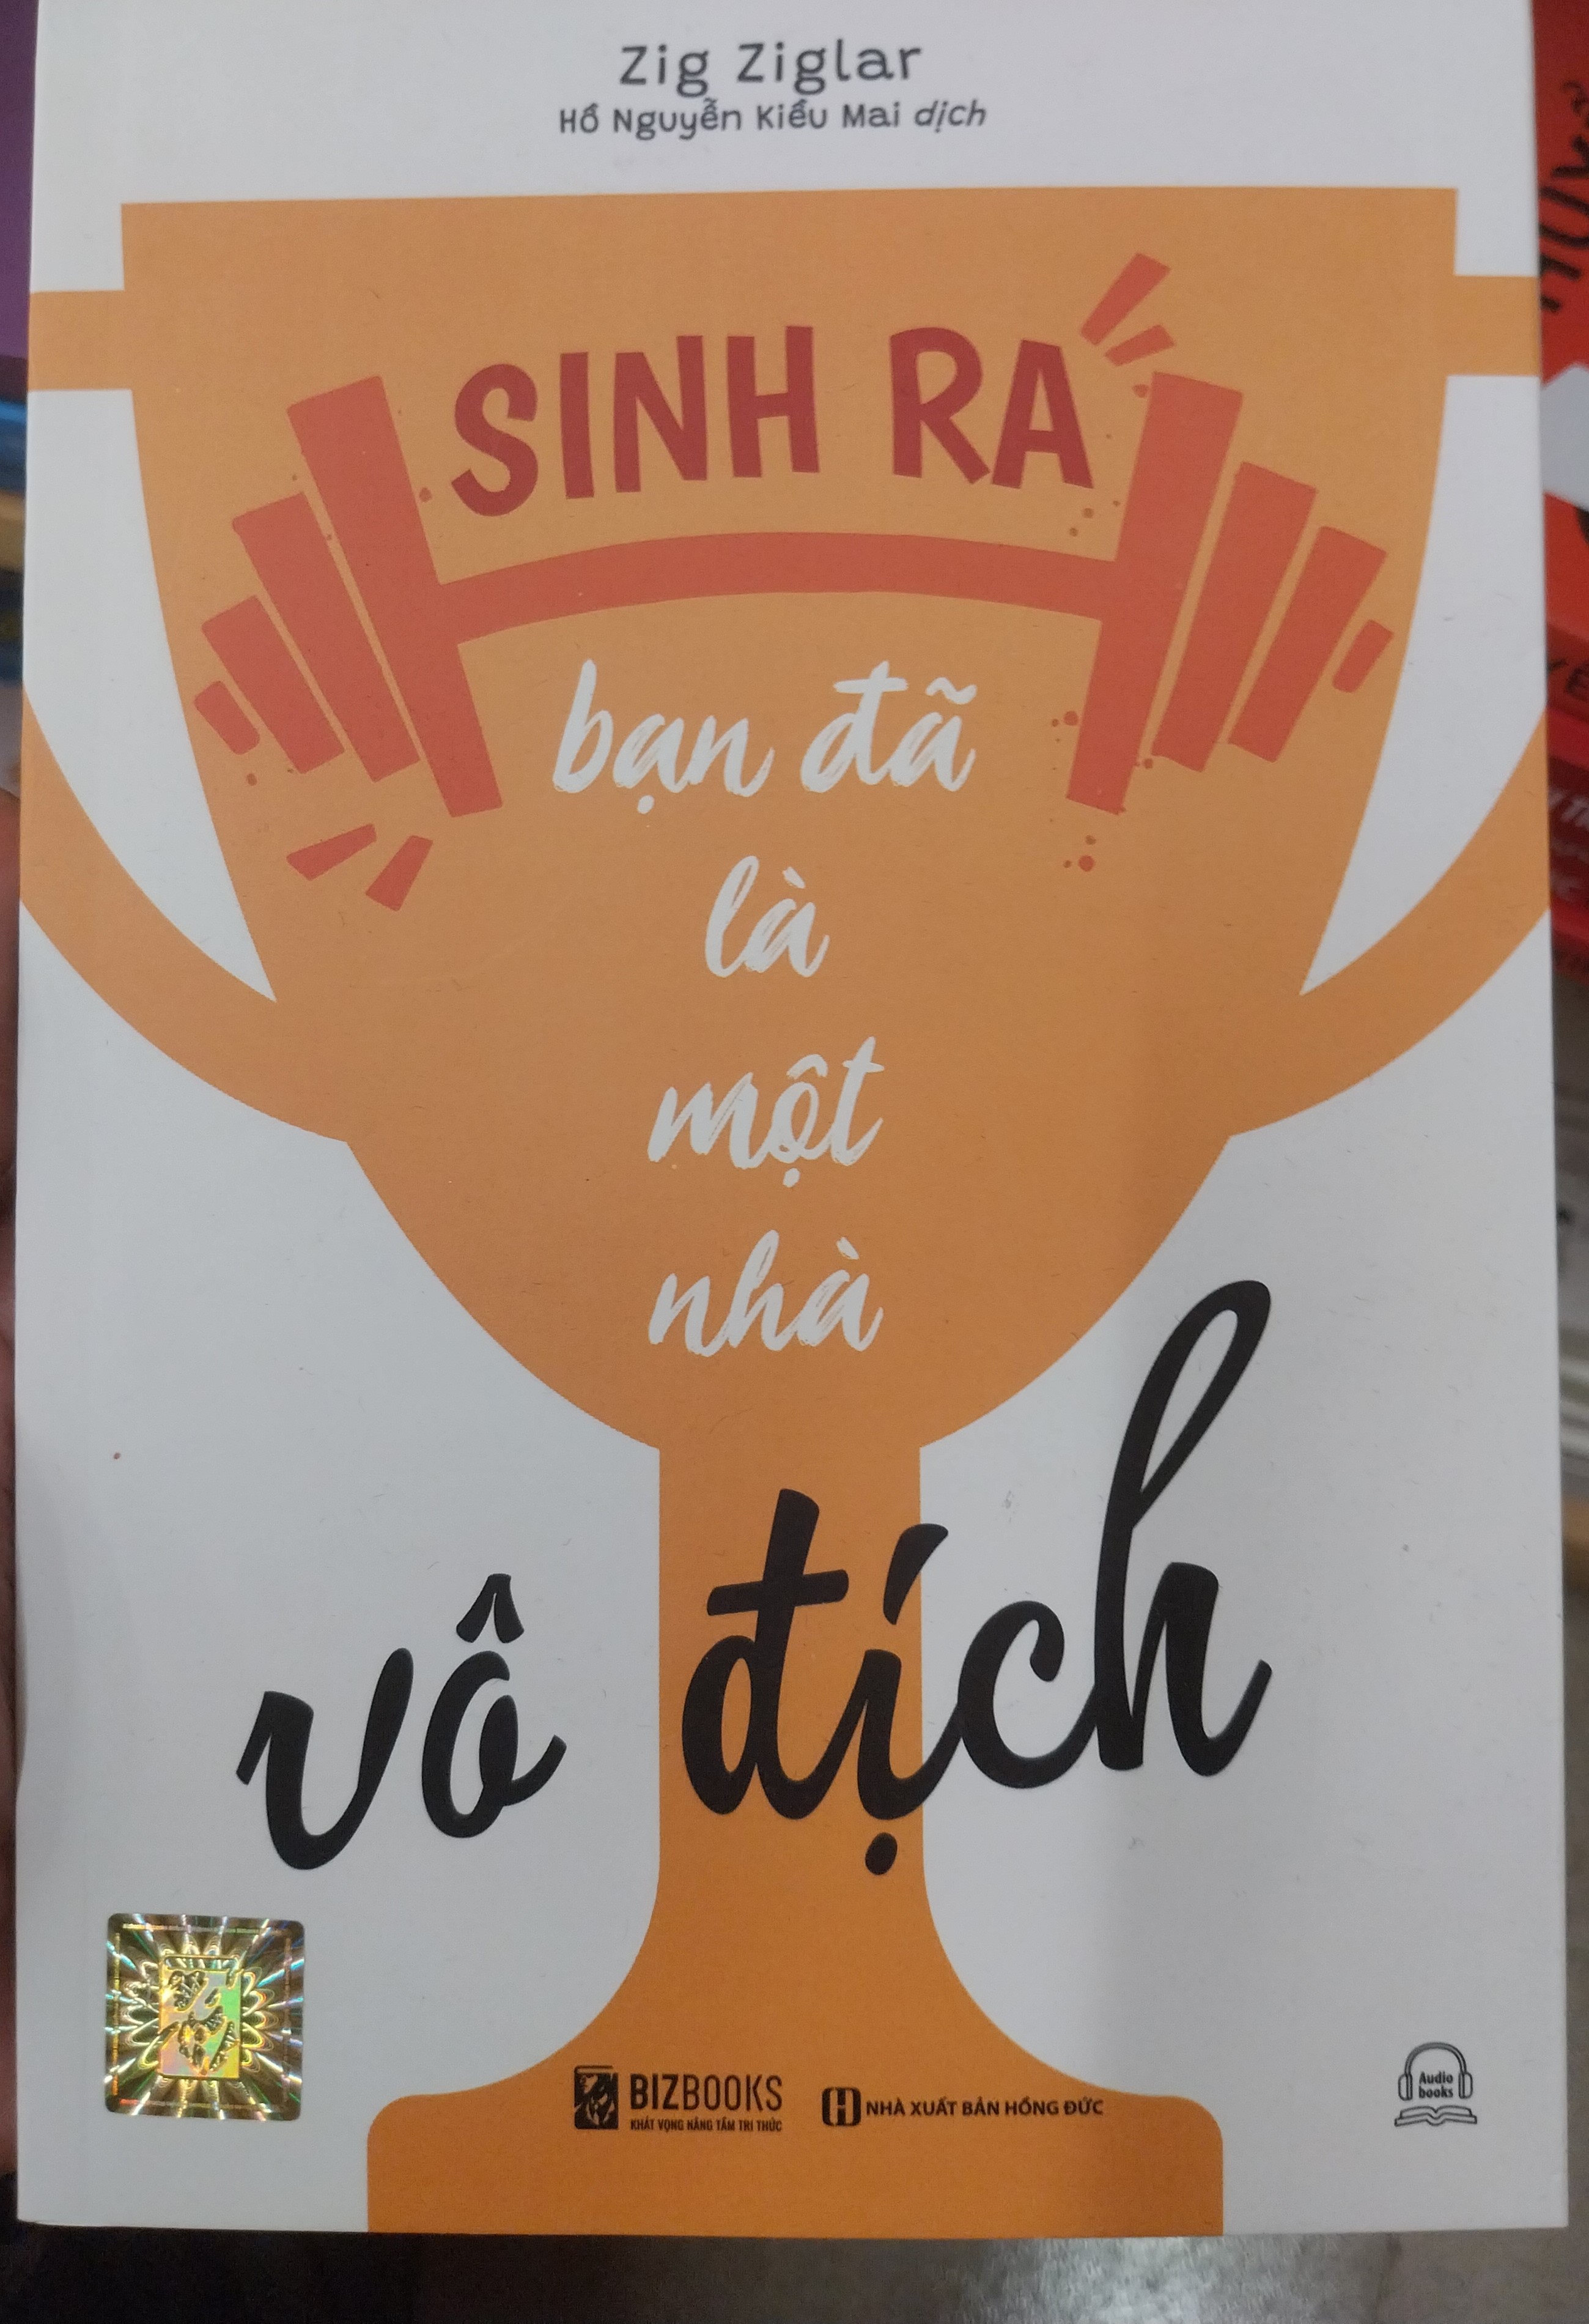 Zig Ziglar
Hồ Nguyễn Kiều Mai dịch
SINH RA
bạn đã
là
một
nhà
vô địch
BIZBOOKS
KHÁT VỌNG NÂNG TẦM TRI THỨC
NHÀ XUẤT BẢN HỒNG ĐỨC
Audio
books